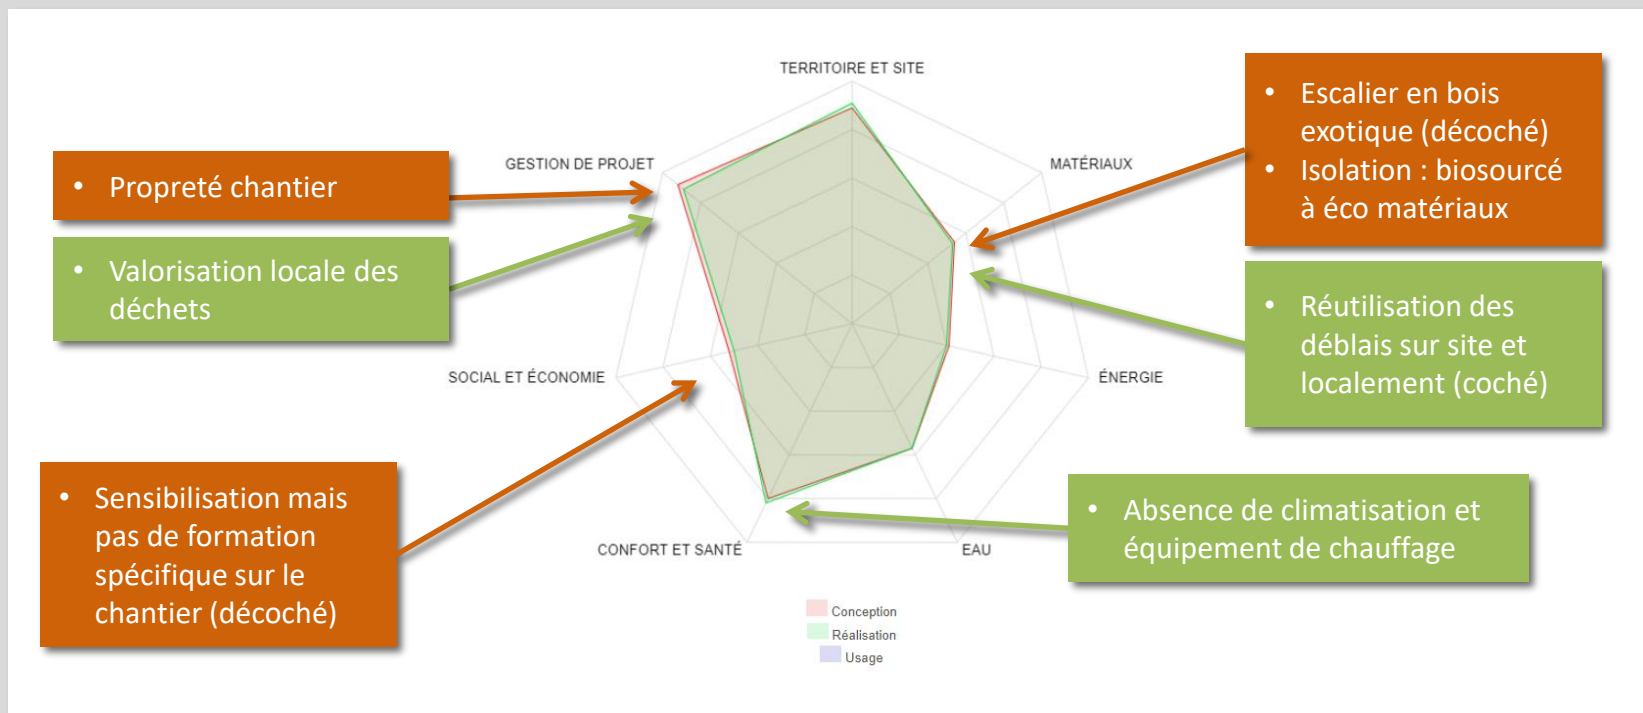 TERRITOIRE ET SITE
MATÉRIAUX
ÉNERGIE
EAU
CONFORT ET SANTÉ
SOCIAL ET ÉCONOMIE
GESTION DE PROJET
• Propreté chantier
• Valorisation locale des
déchets
• Sensibilisation mais
pas de formation
spécifique sur le
chantier (décoché)
• Escalier en bois
exotique (décoché)
• Isolation : biosourcé
à éco matériaux
• Réutilisation des
déblais sur site et
localement (coché)
• Absence de climatisation et
équipement de chauffage
Conception
Réalisation
Usage